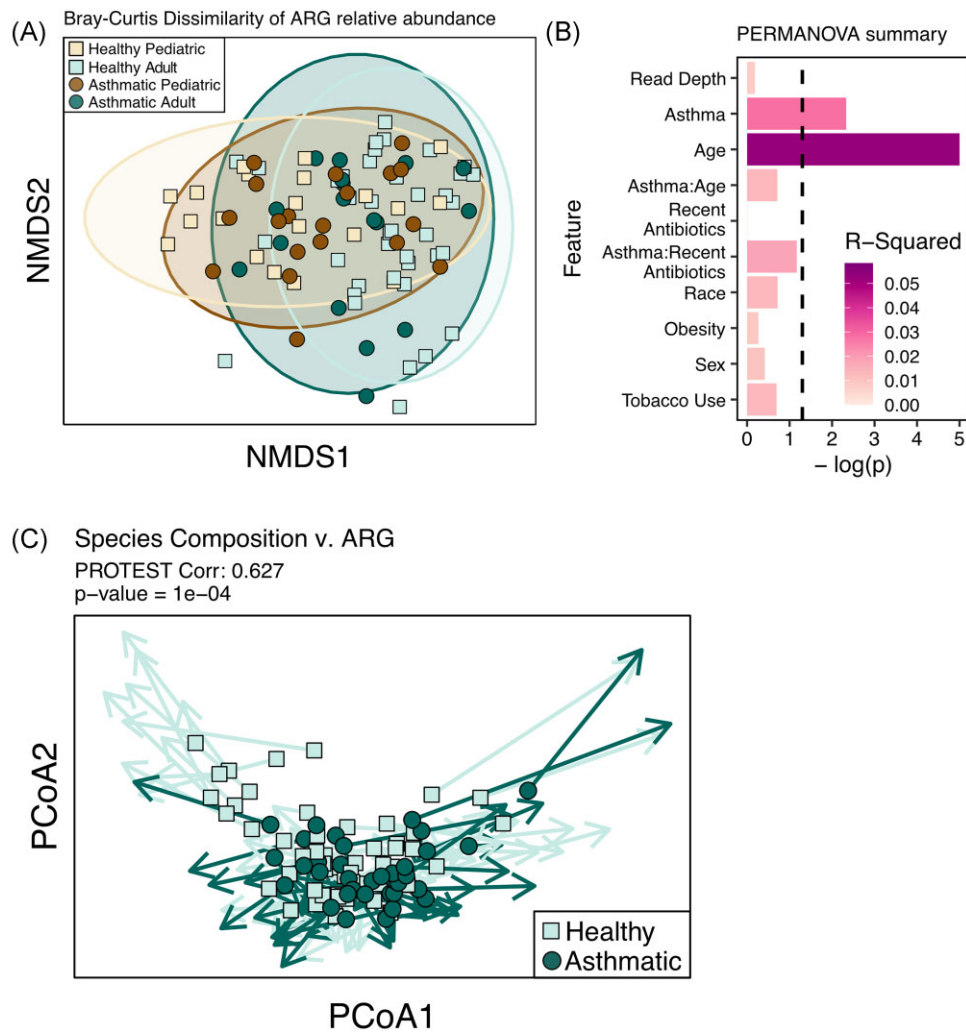 (A)
Bray-Curtis Dissimilarity of ARG relative abundance
Healthy Pediatric
Healthy Adult
Asthmatic Pediatric
Asthmatic Adult
NMDS2
NMDS1
(B)
PERMANOVA summary
Feature
Read Depth
Asthma
Age
Asthma:Age
Recent
Antibiotics
Asthma:Recent
Antibiotics
Race
Obesity
Sex
Tobacco Use
R-Squared
0.05
0.04
0.03
0.02
0.01
0.00
0 1 2 3 4 5
− log(p)
(C)
Species Composition v. ARG
PROTEST Corr: 0.627
p-value = 1e-04
PCoA2
Healthy
Asthmatic
PCoA1